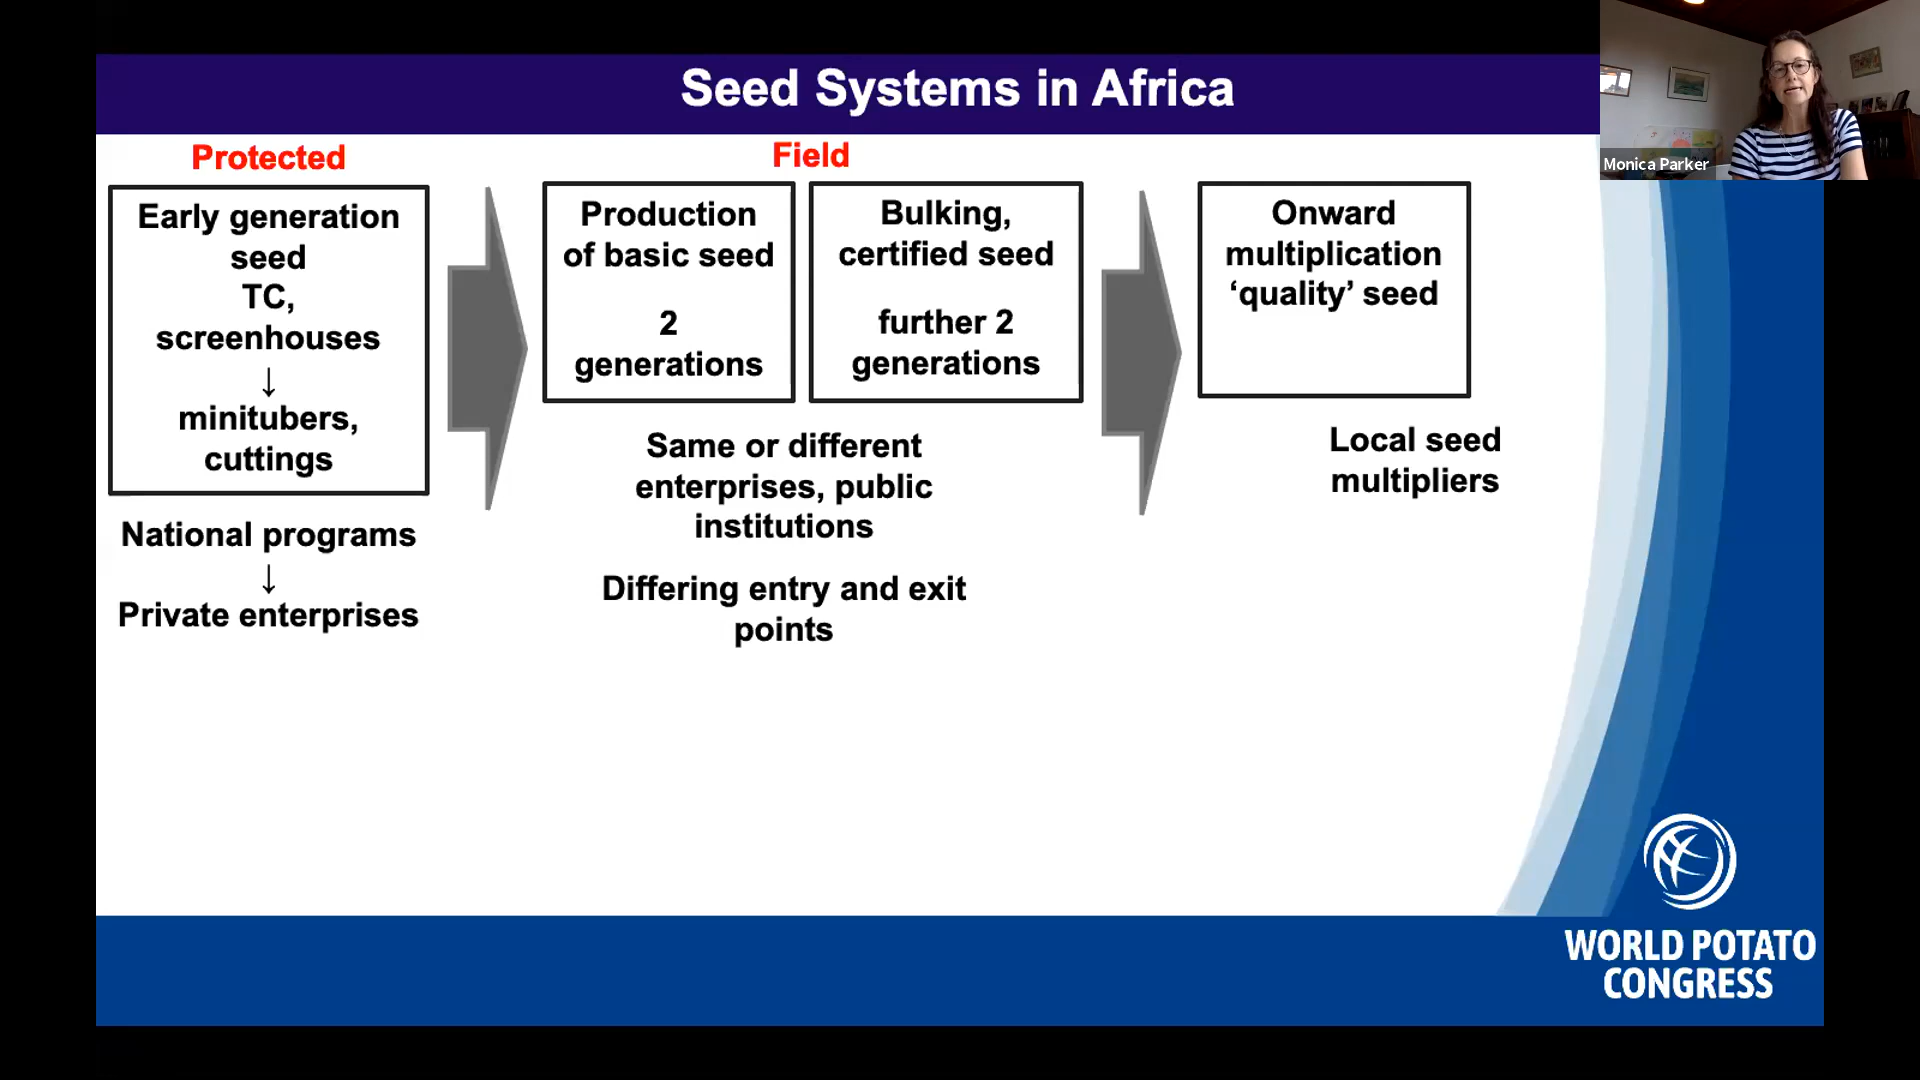 Seed Systems in Africa
Monica Parker
Protected
Early generation
seed
TC,
screenhouses
↓
minitubers,
cuttings
National programs
↓
Private enterprises
Field
Production
of basic seed
2
generations
Bulking,
certified seed
further 2
generations
Same or different
enterprises, public
institutions
Differing entry and exit
points
Onward
multiplication
‘quality’ seed
Local seed
multipliers
WORLD POTATO
CONGRESS